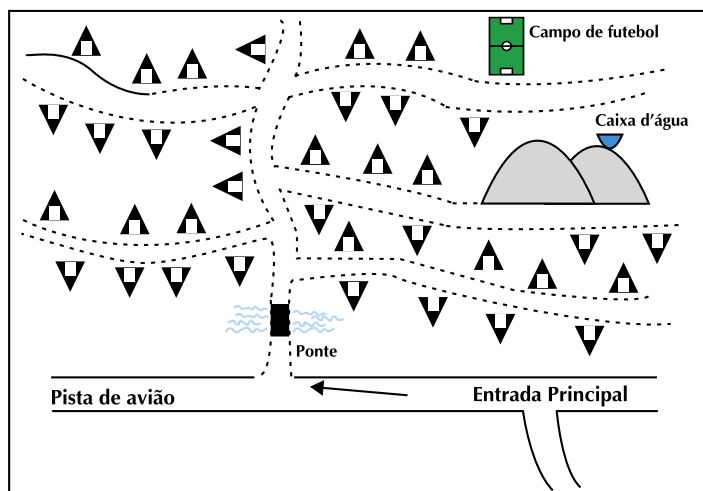 Campo de futebol
Caixa d'água
Ponte
Pista de avião
Entrada Principal